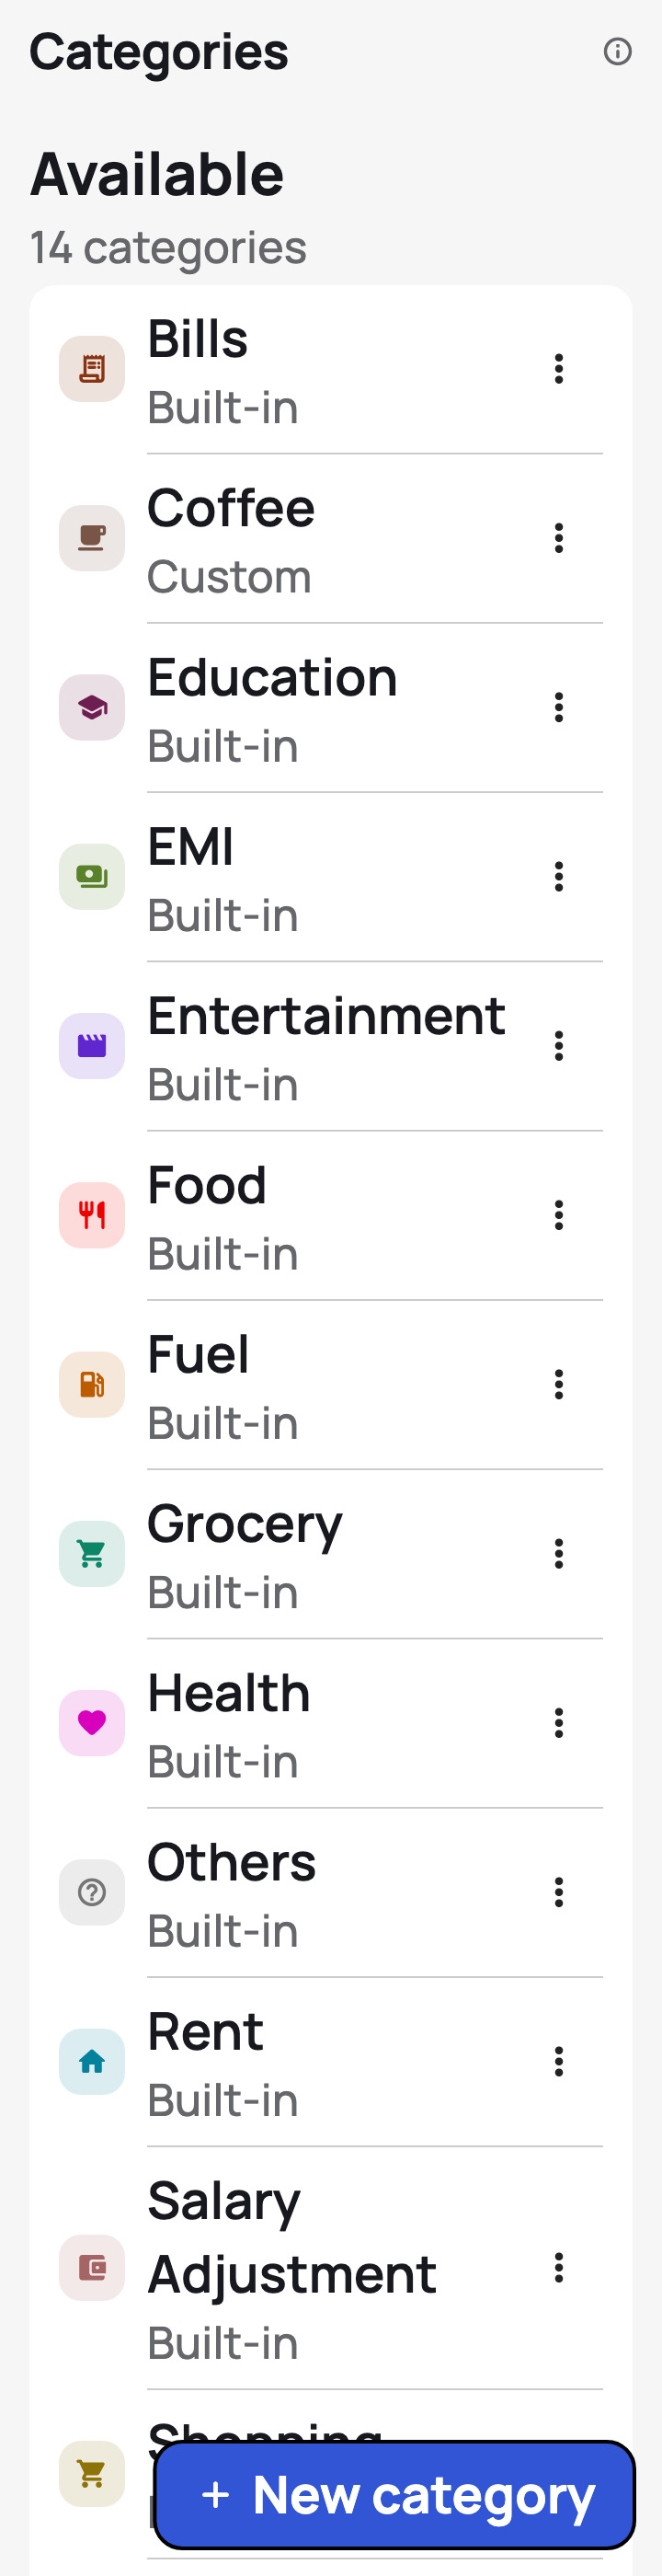 Categories
Available
14 categories
Bills
Built-in
Coffee
Custom
Education
Built-in
EMI
Built-in
Entertainment
Built-in
Food
Built-in
Fuel
Built-in
Grocery
Built-in
Health
Built-in
Others
Built-in
Rent
Built-in
Salary
Adjustment
Built-in
Shopping
+ New category